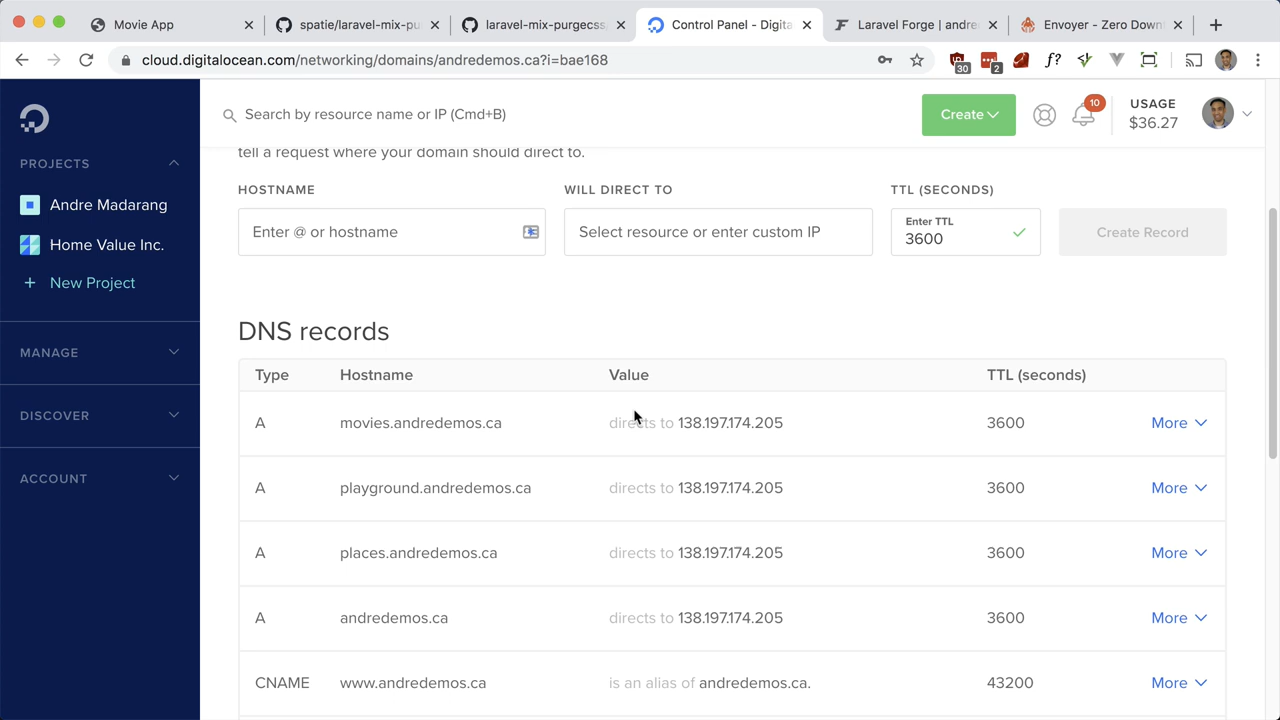 Movie App
spatie/laravel-mix-pu
laravel-mix-purgecss
Control Panel - Digita
Laravel Forge | andre
Envoyer - Zero Down
cloud.digitalocean.com/networking/domains/andredemos.ca?i=bae168
f?
30
2
Search by resource name or IP (Cmd+B)
Create
10
USAGE
$36.27
PROJECTS
Andre Madarang
Home Value Inc.
+ New Project
MANAGE
DISCOVER
ACCOUNT
tell a request where your domain should direct to.
HOSTNAME
WILL DIRECT TO
TTL (SECONDS)
Enter @ or hostname
Select resource or enter custom IP
Enter TTL
3600
Create Record
DNS records
Type Hostname Value TTL (seconds)
A movies.andredemos.ca directs to 138.197.174.205 3600 More
A playground.andredemos.ca directs to 138.197.174.205 3600 More
A places.andredemos.ca directs to 138.197.174.205 3600 More
A andredemos.ca directs to 138.197.174.205 3600 More
CNAME www.andredemos.ca is an alias of andredemos.ca. 43200 More